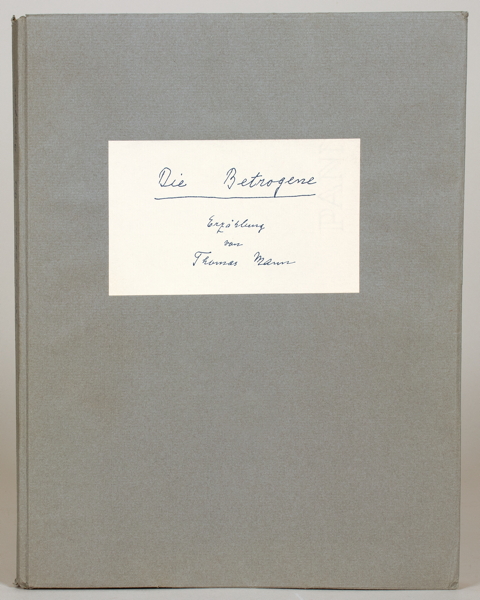 Die Betrogene
Erzählung
von
Thomas Mann